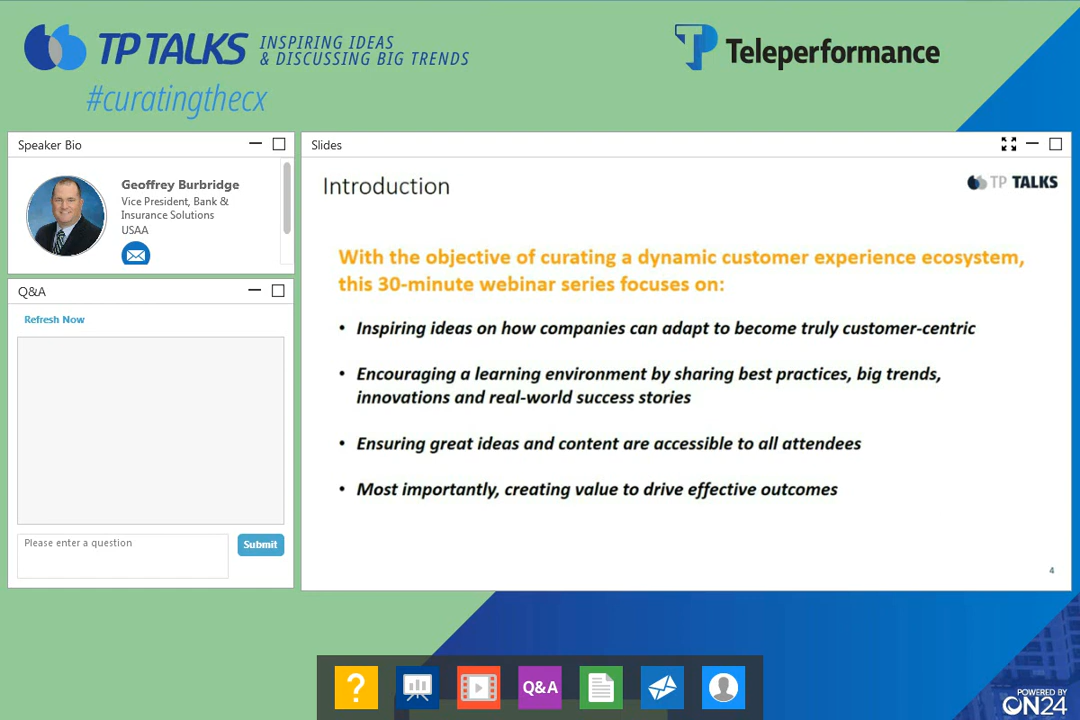 TP TALKS
INSPIRING IDEAS
& DISCUSSING BIG TRENDS
#curatingthecx
Teleperformance
Speaker Bio
Geoffrey Burbridge
Vice President, Bank &
Insurance Solutions
USAA
Q&A
Refresh Now
Please enter a question
Submit
Slides
Introduction
TP TALKS
With the objective of curating a dynamic customer experience ecosystem,
this 30-minute webinar series focuses on:
• Inspiring ideas on how companies can adapt to become truly customer-centric
• Encouraging a learning environment by sharing best practices, big trends,
innovations and real-world success stories
• Ensuring great ideas and content are accessible to all attendees
• Most importantly, creating value to drive effective outcomes
4
?
Q&A
POWERED BY
ON24